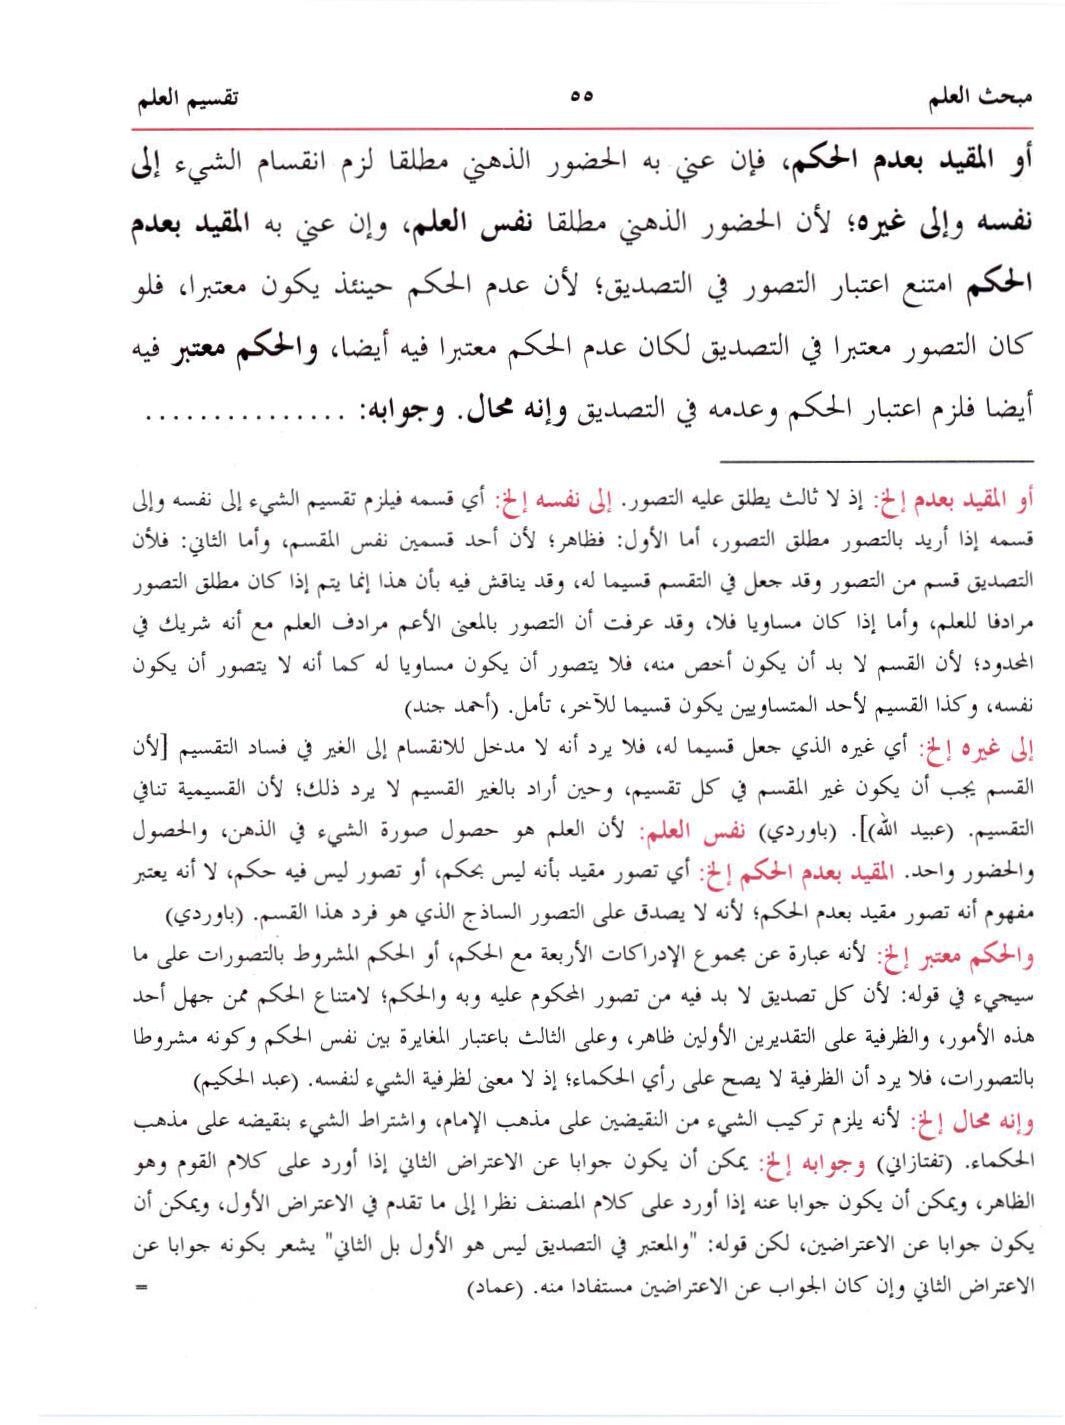 مبحث العلم ٥٥ تقسيم العلم
أو المقيد بعدم الحكم، فإن عني به الحضور الذهني مطلقا لزم انقسام الشيء إلى
نفسه وإلى غيره؛ لأن الحضور الذهني مطلقا نفس العلم، وإن عني به المقيد بعدم
الحكم امتنع اعتبار التصور في التصديق؛ لأن عدم الحكم حينئذ يكون معتبرا، فلو
كان التصور معتبرا في التصديق لكان عدم الحكم معتبرا فيه أيضا، والحكم معتبر فيه
أيضا فلزم اعتبار الحكم وعدمه في التصديق وإنه محال. وجوابه: ...............
أو المقيد بعدم إلخ: إذ لا ثالث يطلق عليه التصور. إلى نفسه إلخ: أي قسمه فيلزم تقسيم الشيء إلى نفسه وإلى
قسمه إذا أريد بالتصور مطلق التصور، أما الأول: فظاهر؛ لأن أحد قسمين نفس المقسم، وأما الثاني: فلأن
التصديق قسم من التصور وقد جعل في التقسم قسيما له، وقد يناقش فيه بأن هذا إنما يتم إذا كان مطلق التصور
مرادفا للعلم، وأما إذا كان مساويا فلا، وقد عرفت أن التصور بالمعنى الأعم مرادف العلم مع أنه شريك في
المحدود؛ لأن القسم لا بد أن يكون أخص منه، فلا يتصور أن يكون مساويا له كما أنه لا يتصور أن يكون
نفسه، وكذا القسيم لأحد المتساويين يكون قسيما للآخر، تأمل. (أحمد جند)
إلى غيره إلخ: أي غيره الذي جعل قسيما له، فلا يرد أنه لا مدخل للانقسام إلى الغير في فساد التقسيم [لأن
القسم يجب أن يكون غير المقسم في كل تقسيم، وحين أراد بالغير القسيم لا يرد ذلك؛ لأن القسيمية تنافي
التقسيم. (عبيد الله)]. (باوردي) نفس العلم: لأن العلم هو حصول صورة الشيء في الذهن، والحصول
والحضور واحد. المقيد بعدم الحكم إلخ: أي تصور مقيد بأنه ليس بحكم، أو تصور ليس فيه حكم، لا أنه يعتبر
مفهوم أنه تصور مقيد بعدم الحكم؛ لأنه لا يصدق على التصور الساذج الذي هو فرد هذا القسم. (باوردي)
والحكم معتبر إلخ: لأنه عبارة عن مجموع الإدراكات الأربعة مع الحكم، أو الحكم المشروط بالتصورات على ما
سيجيء في قوله: لأن كل تصديق لا بد فيه من تصور المحكوم عليه وبه والحكم؛ لامتناع الحكم ممن جهل أحد
هذه الأمور، والظرفية على التقديرين الأولين ظاهر، وعلى الثالث باعتبار المغايرة بين نفس الحكم وكونه مشروطا
بالتصورات، فلا يرد أن الظرفية لا يصح على رأي الحكماء؛ إذ لا معنى لظرفية الشيء لنفسه. (عبد الحكيم)
وإنه محال إلخ: لأنه يلزم تركيب الشيء من النقيضين على مذهب الإمام، واشتراط الشيء بنقيضه على مذهب
الحكماء. (تفتازاني) وجوابه إلخ: يمكن أن يكون جوابا عن الاعتراض الثاني إذا أورد على كلام القوم وهو
الظاهر، ويمكن أن يكون جوابا عنه إذا أورد على كلام المصنف نظرا إلى ما تقدم في الاعتراض الأول، ويمكن أن
يكون جوابا عن الاعتراضين، لكن قوله: "والمعتبر في التصديق ليس هو الأول بل الثاني" يشعر بكونه جوابا عن
الاعتراض الثاني وإن كان الجواب عن الاعتراضين مستفادا منه. (عماد) =